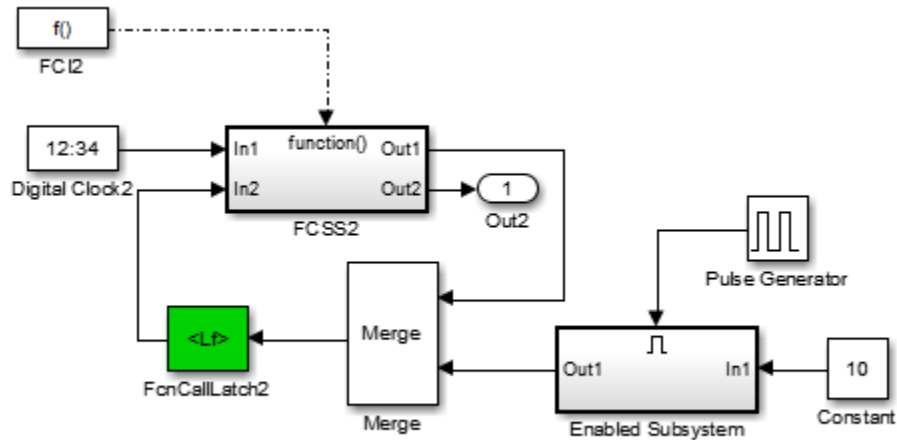 f()
FCI2
12:34
Digital Clock2
function()
In1
In2
Out1
Out2
FCSS2
1
Out2
Pulse Generator
<Lf>
FcnCallLatch2
Merge
Merge
Out1
In1
Enabled Subsystem
10
Constant